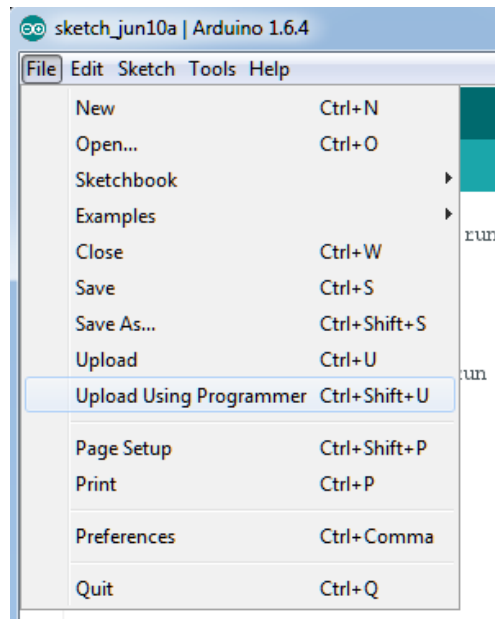 sketch_jun10a | Arduino 1.6.4
File Edit Sketch Tools Help
New Ctrl+N
Open... Ctrl+O
Sketchbook
Examples
run
Close Ctrl+W
Save Ctrl+S
Save As... Ctrl+Shift+S
Upload Ctrl+U
run
Upload Using Programmer Ctrl+Shift+U
Page Setup Ctrl+Shift+P
Print Ctrl+P
Preferences Ctrl+Comma
Quit Ctrl+Q